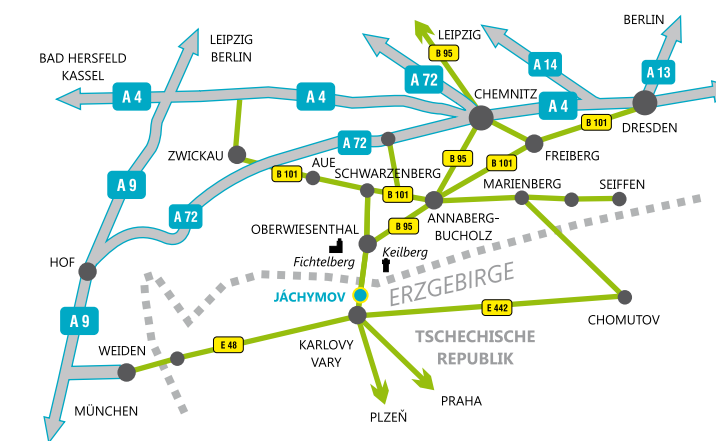 BERLIN
LEIPZIG
LEIPZIG
BERLIN
B 95
BAD HERSFELD
KASSEL
A 14
A 13
A 72
A 4
A 4
CHEMNITZ
A 4
B 101
DRESDEN
A 72
ZWICKAU
AUE
B 95
B 101
FREIBERG
B 101
SCHWARZENBERG
A 9
MARIENBERG
SEIFFEN
B 101
A 72
OBERWIESENTHAL
B 95
ANNABERG-
BUCHOLZ
Fichtelberg
Keilberg
HOF
ERZGEBIRGE
JÁCHYMOV
E 442
A 9
CHOMUTOV
TSCHECHISCHE
REPUBLIK
WEIDEN
E 48
KARLOVY
VARY
MÜNCHEN
PLZEŇ
PRAHA